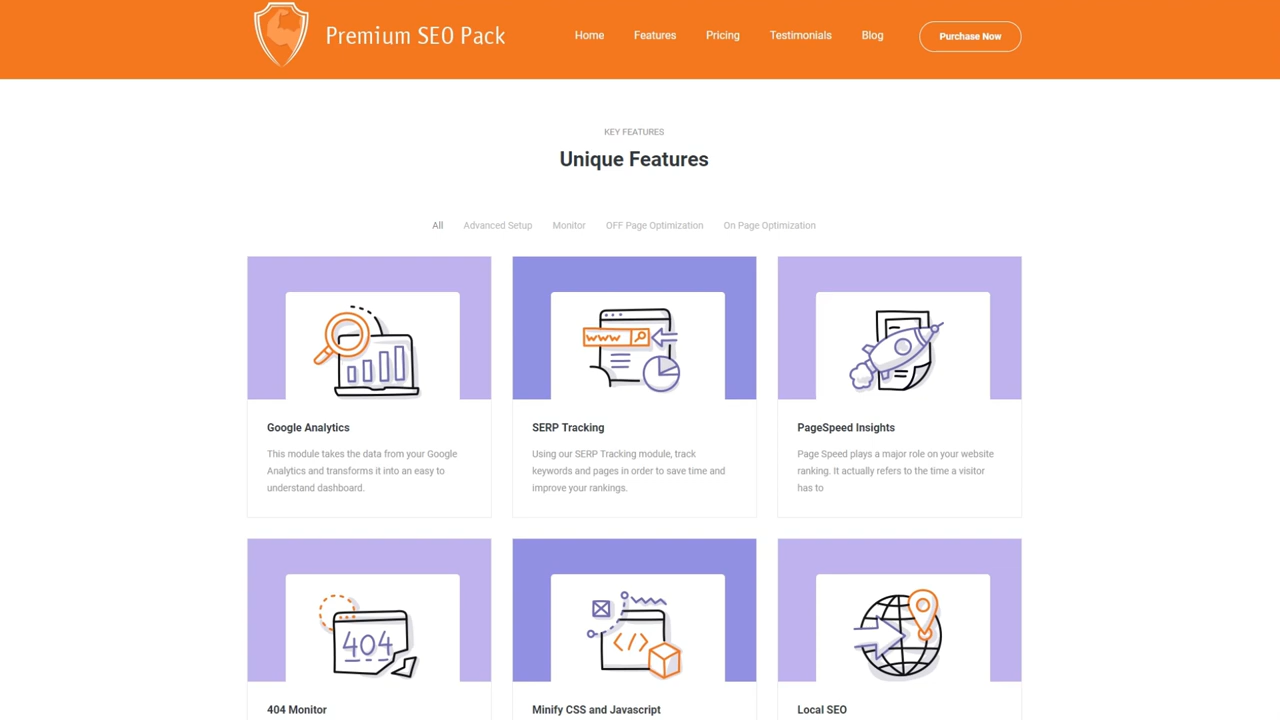 Premium SEO Pack
Home Features Pricing Testimonials Blog Purchase Now
KEY FEATURES
Unique Features
All Advanced Setup Monitor OFF Page Optimization On Page Optimization
www
Google Analytics
This module takes the data from your Google
Analytics and transforms it into an easy to
understand dashboard.
SERP Tracking
Using our SERP Tracking module, track
keywords and pages in order to save time and
improve your rankings.
PageSpeed Insights
Page Speed plays a major role on your website
ranking. It actually refers to the time a visitor
has to
404
</>
404 Monitor
Minify CSS and Javascript
Local SEO